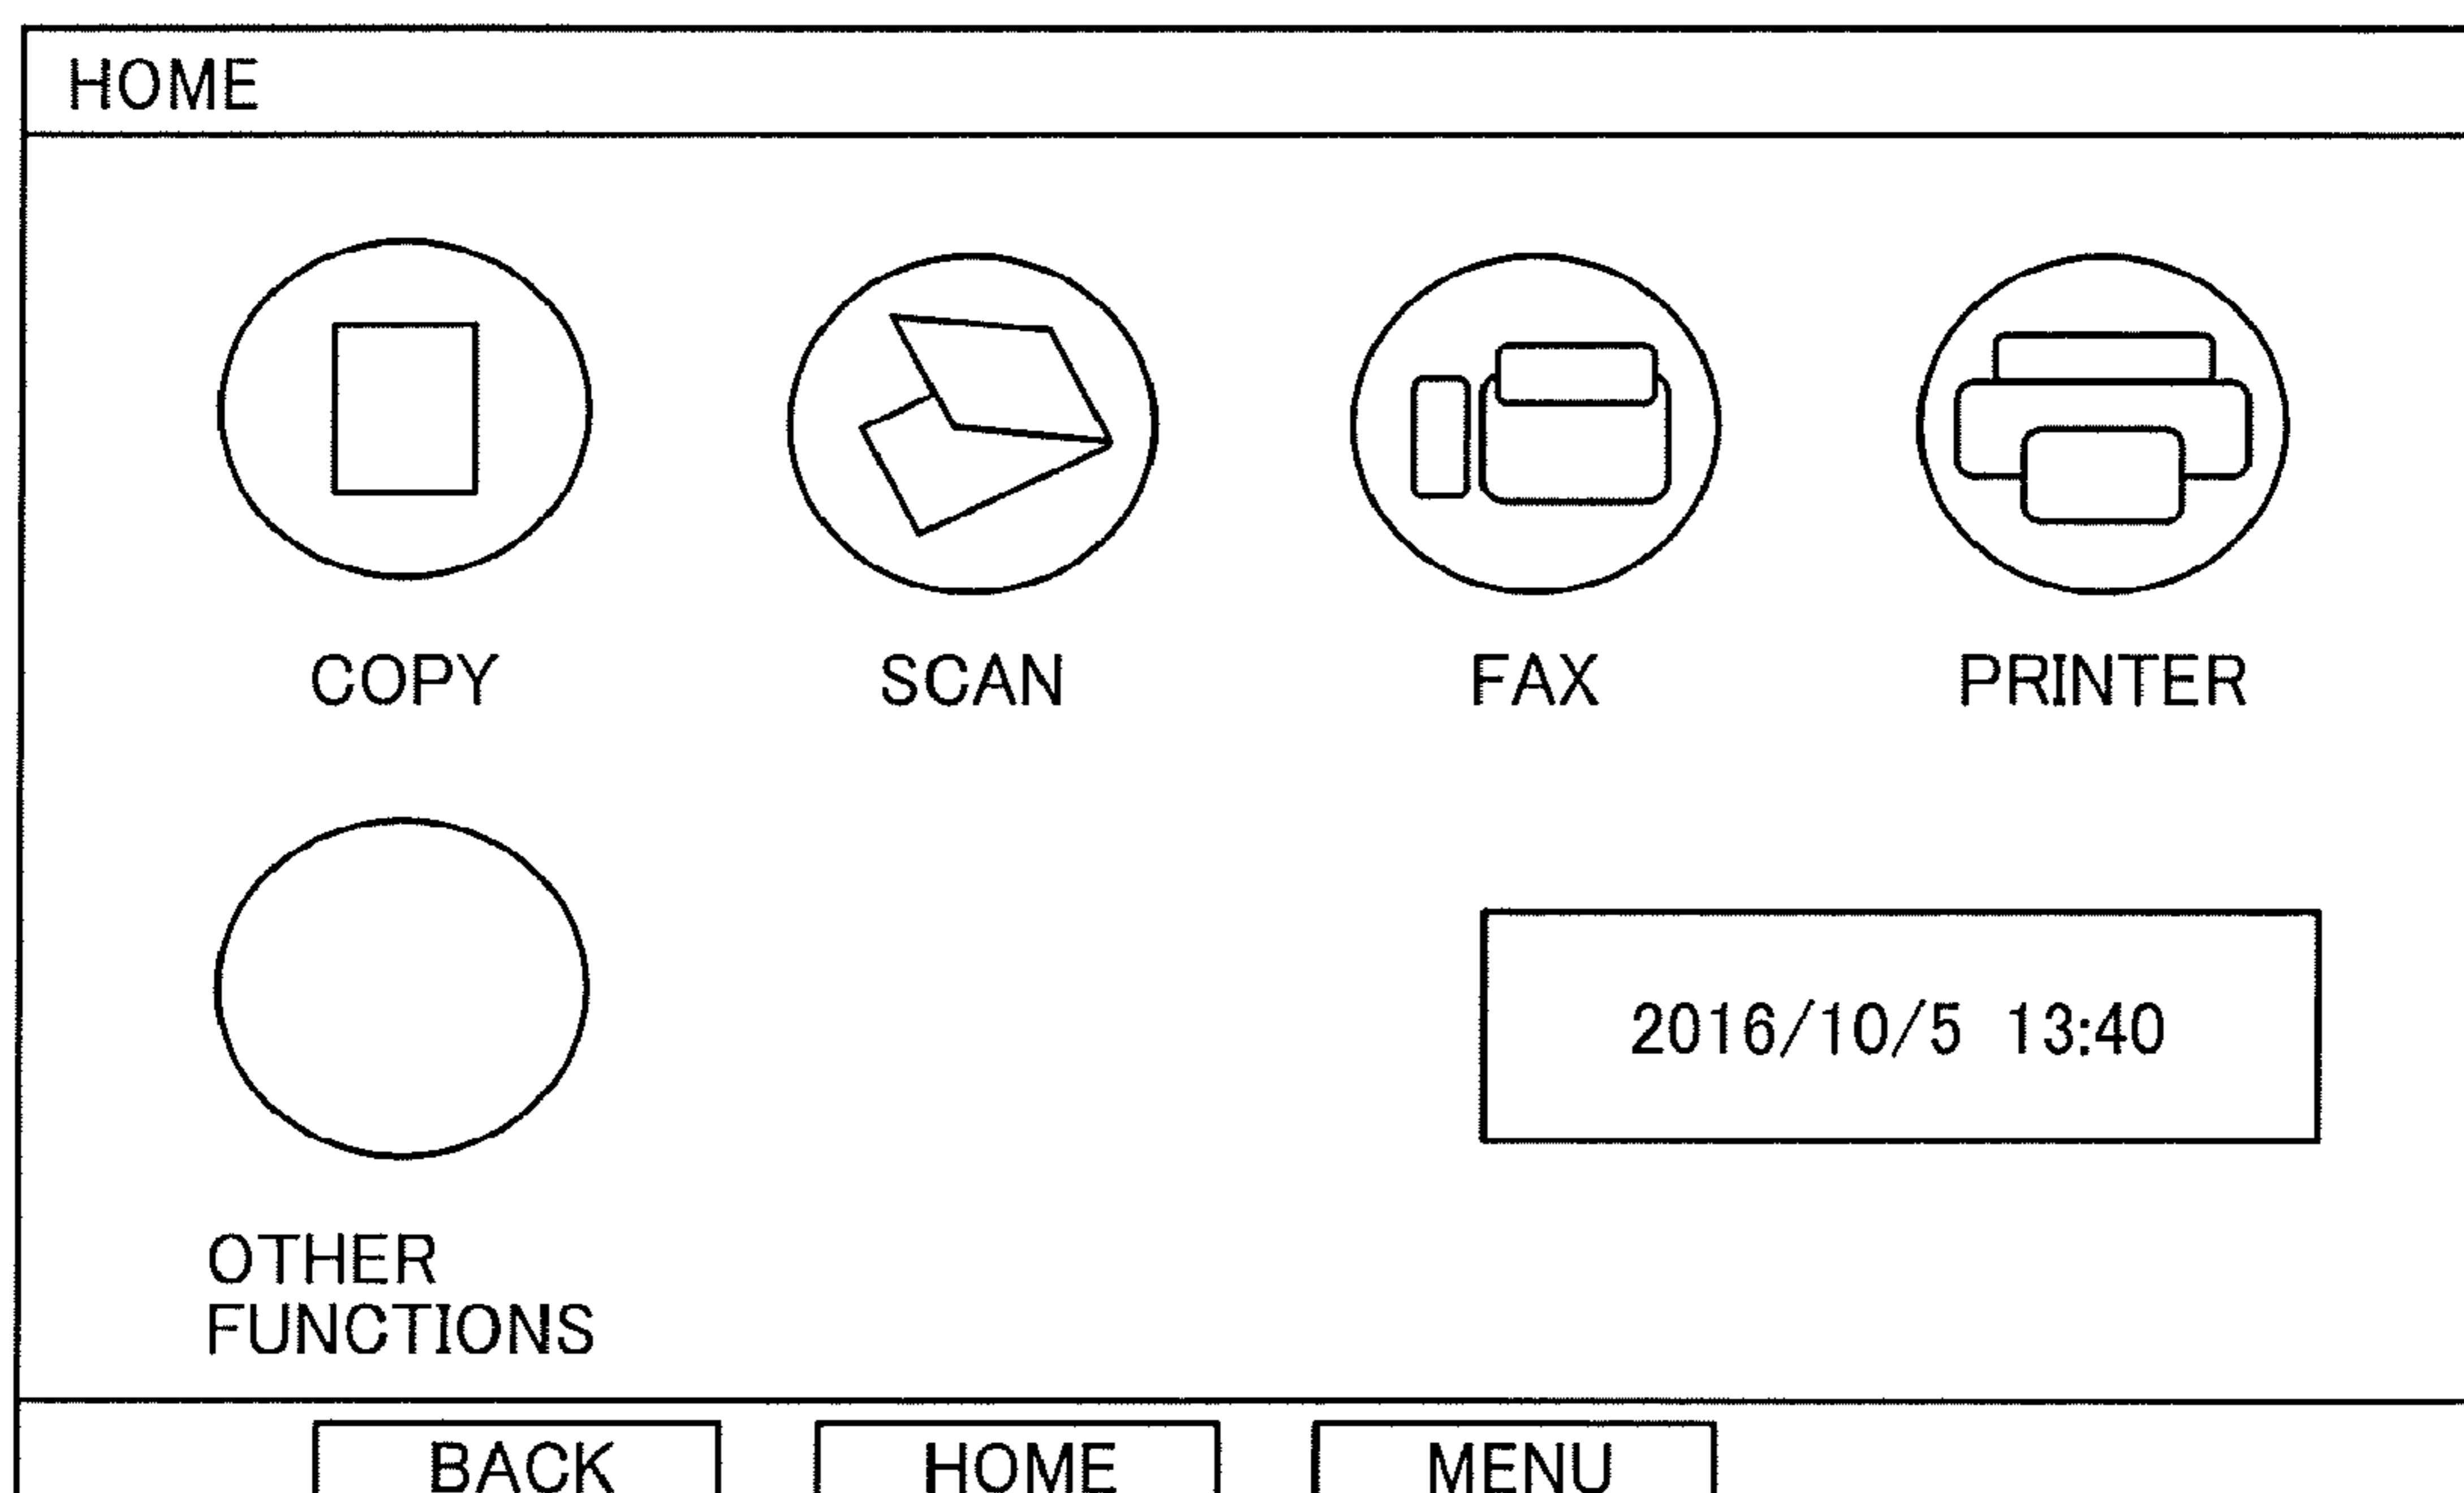 HOME
COPY
SCAN
FAX
PRINTER
2016/10/5 13:40
OTHER
FUNCTIONS
BACK
HOME
MENU